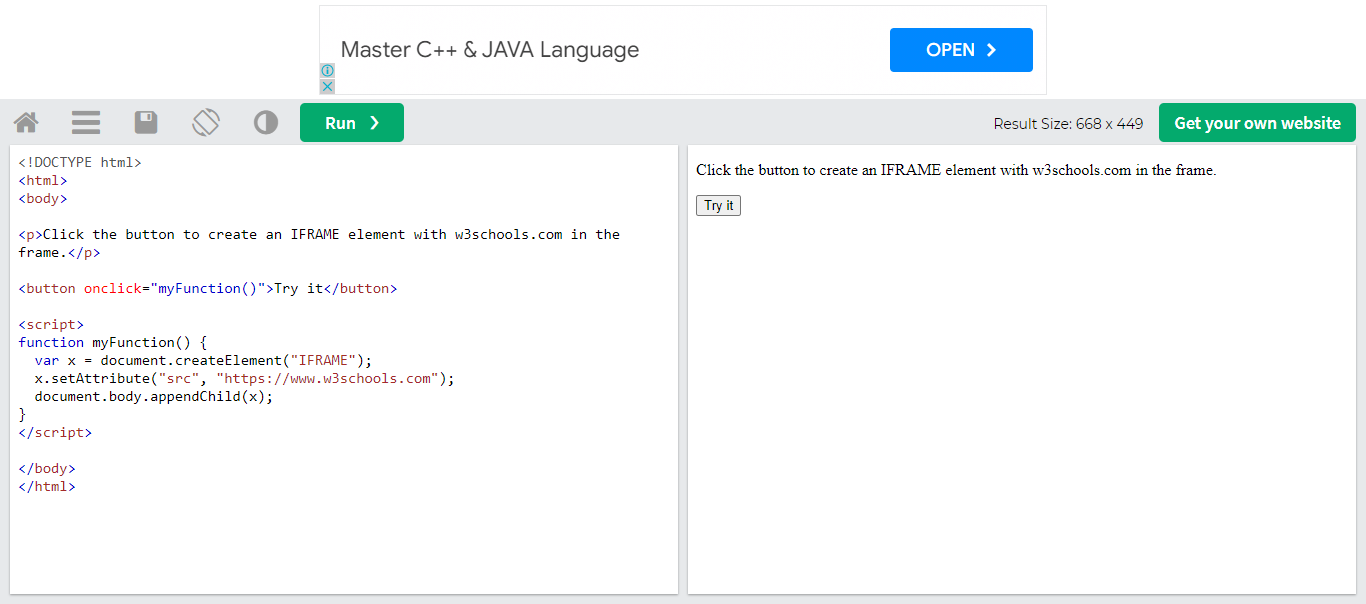 Master C++ & JAVA Language
OPEN
Run
Result Size: 668 x 449
Get your own website
<!DOCTYPE html>
<html>
<body>
<p>Click the button to create an IFRAME element with w3schools.com in the
frame.</p>
<button onclick="myFunction()">Try it</button>
<script>
function myFunction() {
  var x = document.createElement("IFRAME");
  x.setAttribute("src", "https://www.w3schools.com");
  document.body.appendChild(x);
}
</script>
</body>
</html>
Click the button to create an IFRAME element with w3schools.com in the frame.
Try it